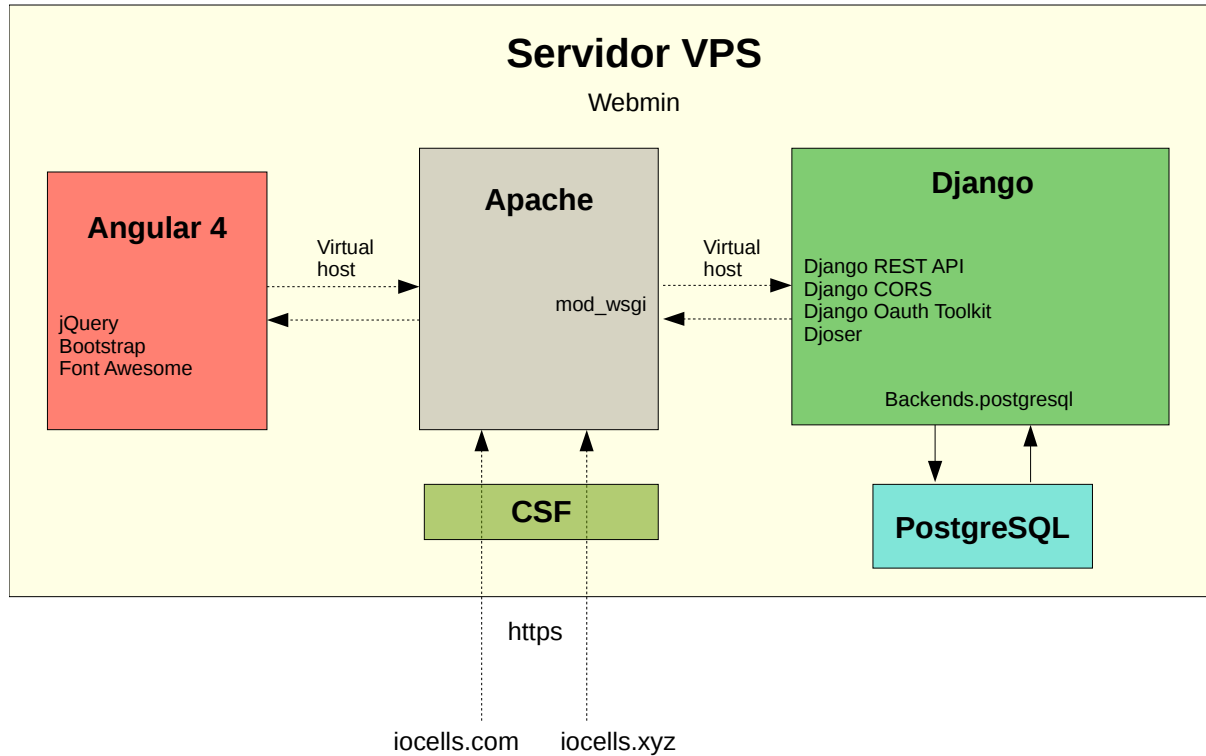 Servidor VPS
Webmin
Angular 4
jQuery
Bootstrap
Font Awesome
Virtual
host
Apache
mod_wsgi
Virtual
host
Django
Django REST API
Django CORS
Django Oauth Toolkit
Djoser
Backends.postgresql
CSF
PostgreSQL
https
iocells.com
iocells.xyz